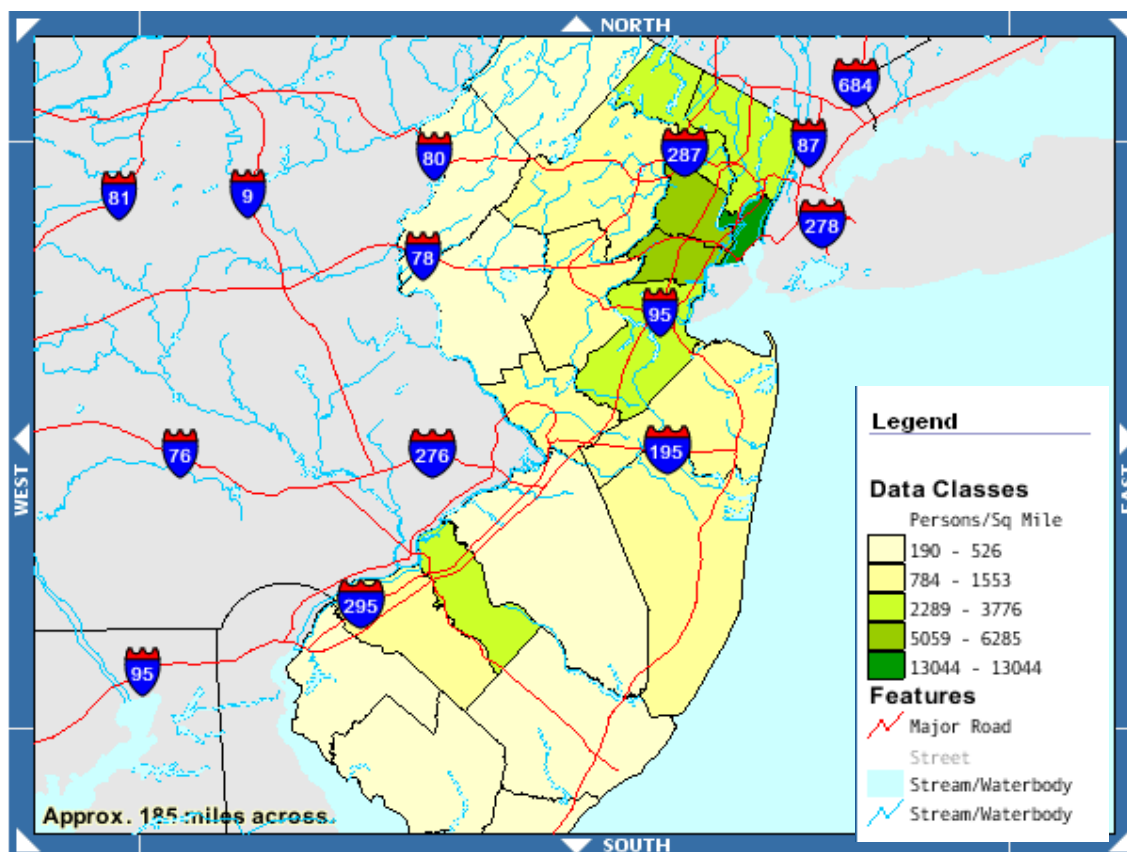 NORTH
684
80
287
87
81
9
278
78
95
WEST
EAST
76
276
195
295
95
Legend
Data Classes
Persons/Sq Mile
190 - 526
784 - 1553
2289 - 3776
5059 - 6285
13044 - 13044
Features
Major Road
Street
Stream/Waterbody
Stream/Waterbody
Approx. 185 miles across.
SOUTH